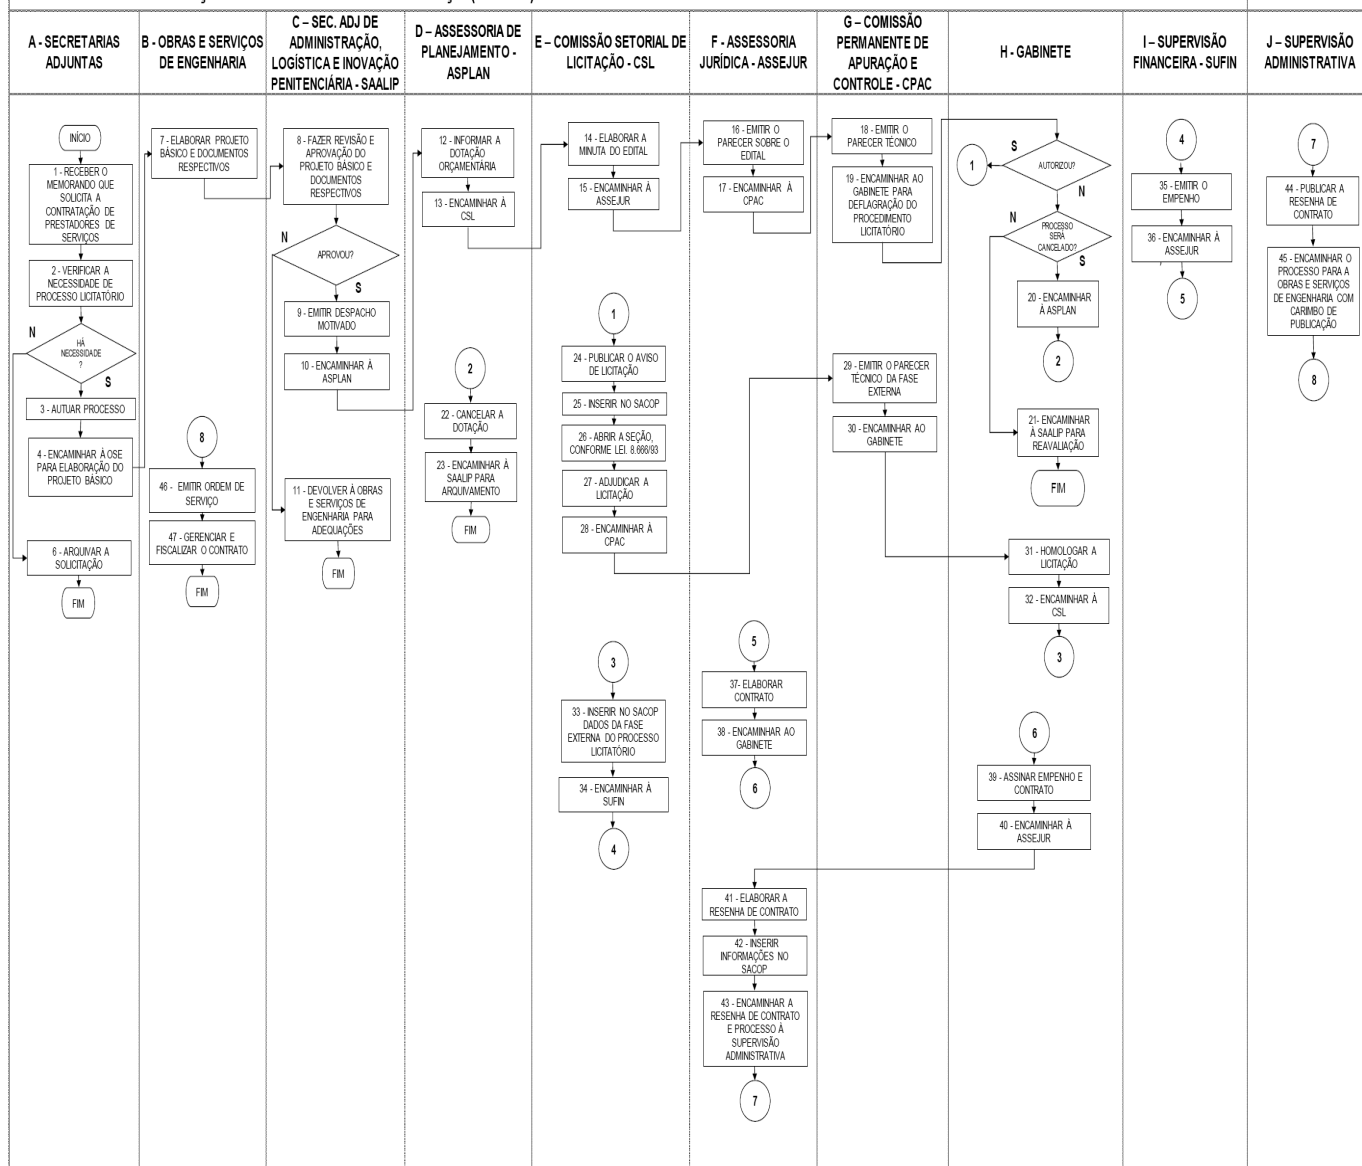 A - SECRETARIAS
ADJUNTAS
B - OBRAS E SERVIÇOS
DE ENGENHARIA
C – SEC. ADJ DE
ADMINISTRAÇÃO,
LOGÍSTICA E INOVAÇÃO
PENITENCIÁRIA - SAALIP
D – ASSESSORIA DE
PLANEJAMENTO -
ASPLAN
E – COMISSÃO SETORIAL DE
LICITAÇÃO - CSL
F - ASSESSORIA
JURÍDICA - ASSEJUR
G – COMISSÃO
PERMANENTE DE
APURAÇÃO E
CONTROLE - CPAC
H - GABINETE
I – SUPERVISÃO
FINANCEIRA - SUFIN
J – SUPERVISÃO
ADMINISTRATIVA
INÍCIO
1 - RECEBER O
MEMORANDO QUE
SOLICITA A
CONTRATAÇÃO DE
PRESTADORES DE
SERVIÇOS
2 - VERIFICAR A
NECESSIDADE DE
PROCESSO LICITATÓRIO
N
HÁ
NECESSIDADE
?
S
3 - AUTUAR PROCESSO
4 - ENCAMINHAR À OSE
PARA ELABORAÇÃO DO
PROJETO BÁSICO
6 - ARQUIVAR A
SOLICITAÇÃO
FIM
7 - ELABORAR PROJETO
BÁSICO E DOCUMENTOS
RESPECTIVOS
8
46 - EMITIR ORDEM DE
SERVIÇO
47 - GERENCIAR E
FISCALIZAR O CONTRATO
FIM
8 - FAZER REVISÃO E
APROVAÇÃO DO
PROJETO BÁSICO E
DOCUMENTOS
RESPECTIVOS
N
APROVOU?
S
9 - EMITIR DESPACHO
MOTIVADO
10 - ENCAMINHAR À
ASPLAN
11 - DEVOLVER À OBRAS
E SERVIÇOS DE
ENGENHARIA PARA
ADEQUAÇÕES
FIM
12 - INFORMAR A
DOTAÇÃO
ORÇAMENTÁRIA
13 - ENCAMINHAR À
CSL
2
22 - CANCELAR A
DOTAÇÃO
23 - ENCAMINHAR À
SAALIP PARA
ARQUIVAMENTO
FIM
14 - ELABORAR A
MINUTA DO EDITAL
15 - ENCAMINHAR À
ASSEJUR
1
24 - PUBLICAR O AVISO
DE LICITAÇÃO
25 - INSERIR NO SACOP
26 - ABRIR A SEÇÃO,
CONFORME LEI. 8.666/93
27 - ADJUDICAR A
LICITAÇÃO
28 - ENCAMINHAR À
CPAC
3
33 - INSERIR NO SACOP
DADOS DA FASE
EXTERNA DO PROCESSO
LICITATÓRIO
34 - ENCAMINHAR À
SUFIN
4
16 - EMITIR O
PARECER SOBRE O
EDITAL
17 - ENCAMINHAR À
CPAC
5
37- ELABORAR
CONTRATO
38 - ENCAMINHAR AO
GABINETE
6
41 - ELABORAR A
RESENHA DE CONTRATO
42 - INSERIR
INFORMAÇÕES NO
SACOP
43 - ENCAMINHAR A
RESENHA DE CONTRATO
E PROCESSO À
SUPERVISÃO
ADMINISTRATIVA
7
18 - EMITIR O
PARECER TÉCNICO
19 - ENCAMINHAR AO
GABINETE PARA
DEFLAGRAÇÃO DO
PROCEDIMENTO
LICITATÓRIO
29 - EMITIR O PARECER
TÉCNICO DA FASE
EXTERNA
30 - ENCAMINHAR AO
GABINETE
S
1
AUTORIZOU?
N
N
PROCESSO
SERÁ
CANCELADO?
S
20 - ENCAMINHAR
À ASPLAN
2
21- ENCAMINHAR
À SAALIP PARA
REAVALIAÇÃO
FIM
31 - HOMOLOGAR A
LICITAÇÃO
32 - ENCAMINHAR À
CSL
3
6
39 - ASSINAR EMPENHO E
CONTRATO
40 - ENCAMINHAR À
ASSEJUR
4
35 - EMITIR O
EMPENHO
36 - ENCAMINHAR À
ASSEJUR
5
7
44 - PUBLICAR A
RESENHA DE
CONTRATO
45 - ENCAMINHAR O
PROCESSO PARA A
OBRAS E SERVIÇOS
DE ENGENHARIA COM
CARIMBO DE
PUBLICAÇÃO
8